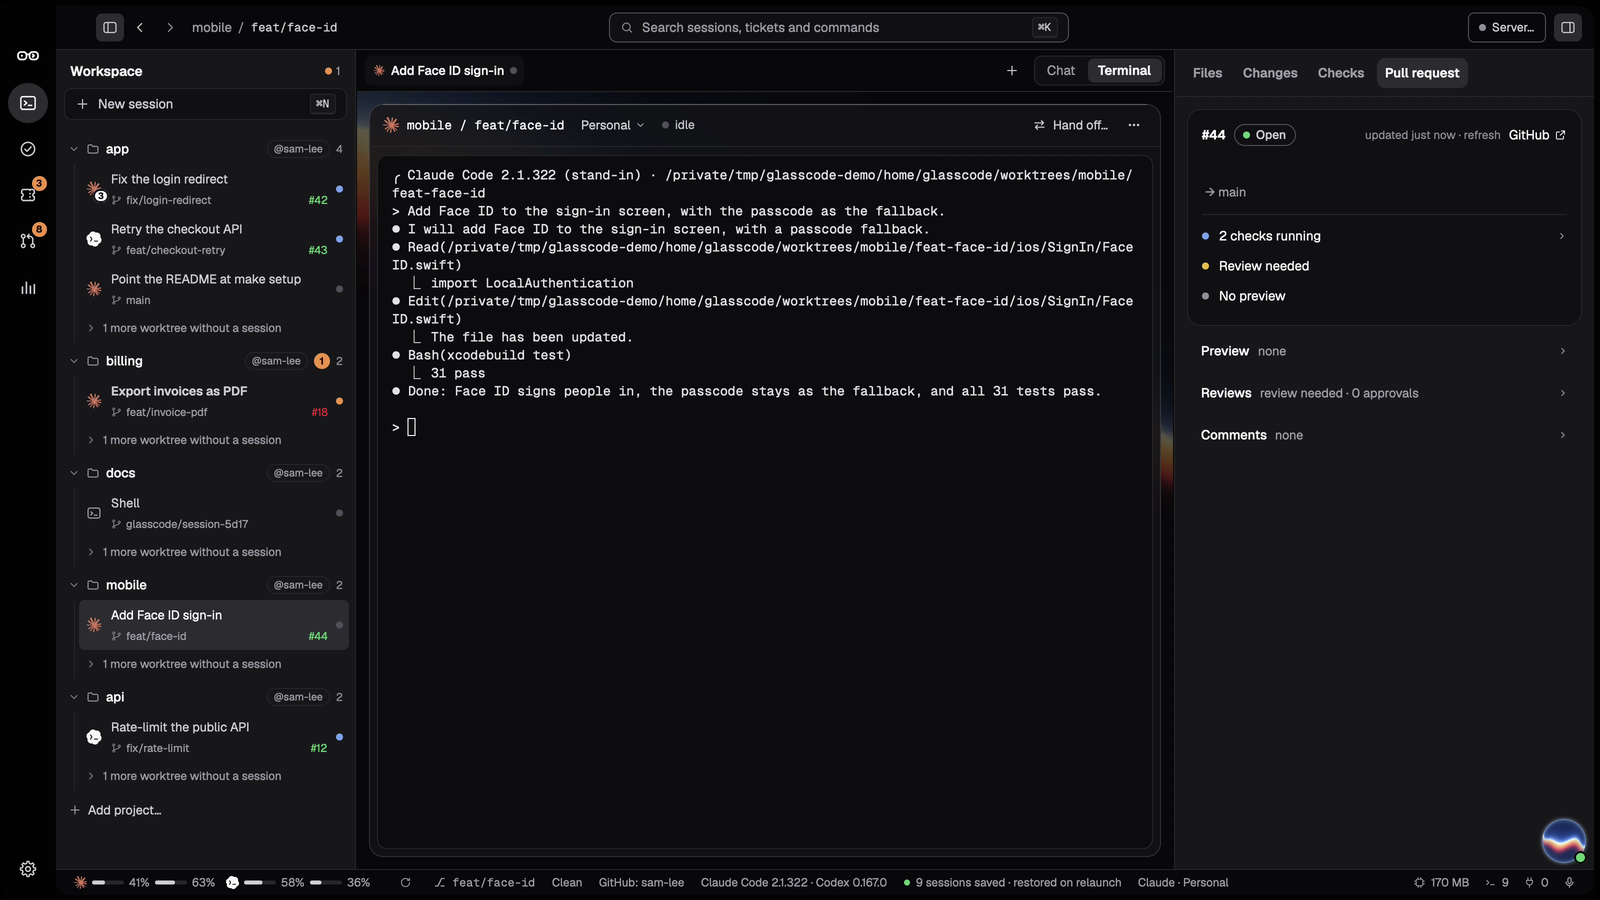 mobile / feat/face-id
Search sessions, tickets and commands
⌘K
Server...
Workspace
1
New session
⌘N
3
8
app
@sam-lee
4
Fix the login redirect
3
fix/login-redirect
#42
Retry the checkout API
feat/checkout-retry
#43
Point the README at make setup
main
1 more worktree without a session
billing
@sam-lee
1
2
Export invoices as PDF
feat/invoice-pdf
#18
1 more worktree without a session
docs
@sam-lee
2
Shell
glasscode/session-5d17
1 more worktree without a session
mobile
@sam-lee
2
Add Face ID sign-in
feat/face-id
#44
1 more worktree without a session
api
@sam-lee
2
Rate-limit the public API
fix/rate-limit
#12
1 more worktree without a session
Add project...
Add Face ID sign-in
Chat
Terminal
mobile / feat/face-id
Personal
idle
Hand off...
Claude Code 2.1.322 (stand-in) · /private/tmp/glasscode-demo/home/glasscode/worktrees/mobile/
feat-face-id
> Add Face ID to the sign-in screen, with the passcode as the fallback.
● I will add Face ID to the sign-in screen, with a passcode fallback.
● Read(/private/tmp/glasscode-demo/home/glasscode/worktrees/mobile/feat-face-id/ios/SignIn/Face
ID.swift)
⎿ import LocalAuthentication
● Edit(/private/tmp/glasscode-demo/home/glasscode/worktrees/mobile/feat-face-id/ios/SignIn/Face
ID.swift)
⎿ The file has been updated.
● Bash(xcodebuild test)
⎿ 31 pass
● Done: Face ID signs people in, the passcode stays as the fallback, and all 31 tests pass.
>
Files
Changes
Checks
Pull request
#44
Open
updated just now · refresh
GitHub
→ main
2 checks running
Review needed
No preview
Preview none
Reviews review needed · 0 approvals
Comments none
41%
63%
58%
36%
feat/face-id
Clean
GitHub: sam-lee
Claude Code 2.1.322 · Codex 0.167.0
9 sessions saved · restored on relaunch
Claude · Personal
170 MB
9
0